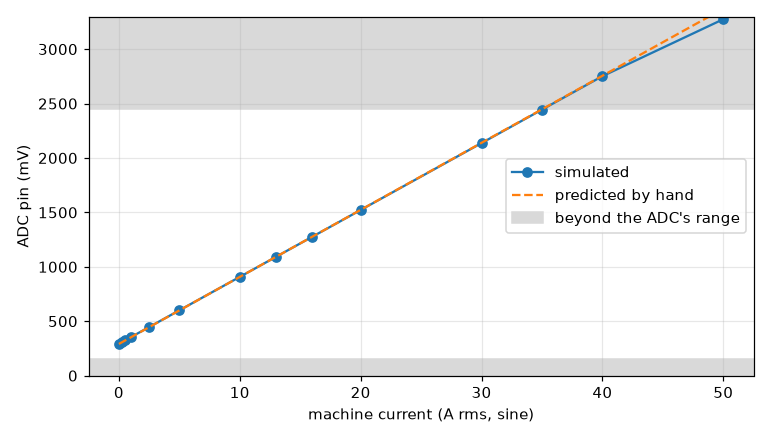 3000
2500
2000
1500
1000
500
0
ADC pin (mV)
simulated
predicted by hand
beyond the ADC's range
0
10
20
30
40
50
machine current (A rms, sine)